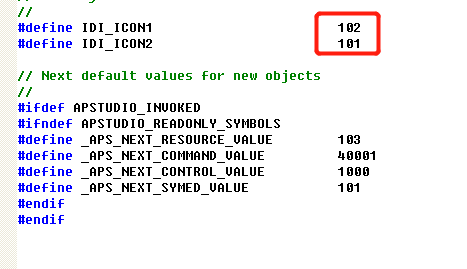 //
#define IDI_ICON1 102
#define IDI_ICON2 101
// Next default values for new objects
//
#ifdef APSTUDIO_INVOKED
#ifndef APSTUDIO_READONLY_SYMBOLS
#define _APS_NEXT_RESOURCE_VALUE 103
#define _APS_NEXT_COMMAND_VALUE 40001
#define _APS_NEXT_CONTROL_VALUE 1000
#define _APS_NEXT_SYMED_VALUE 101
#endif
#endif